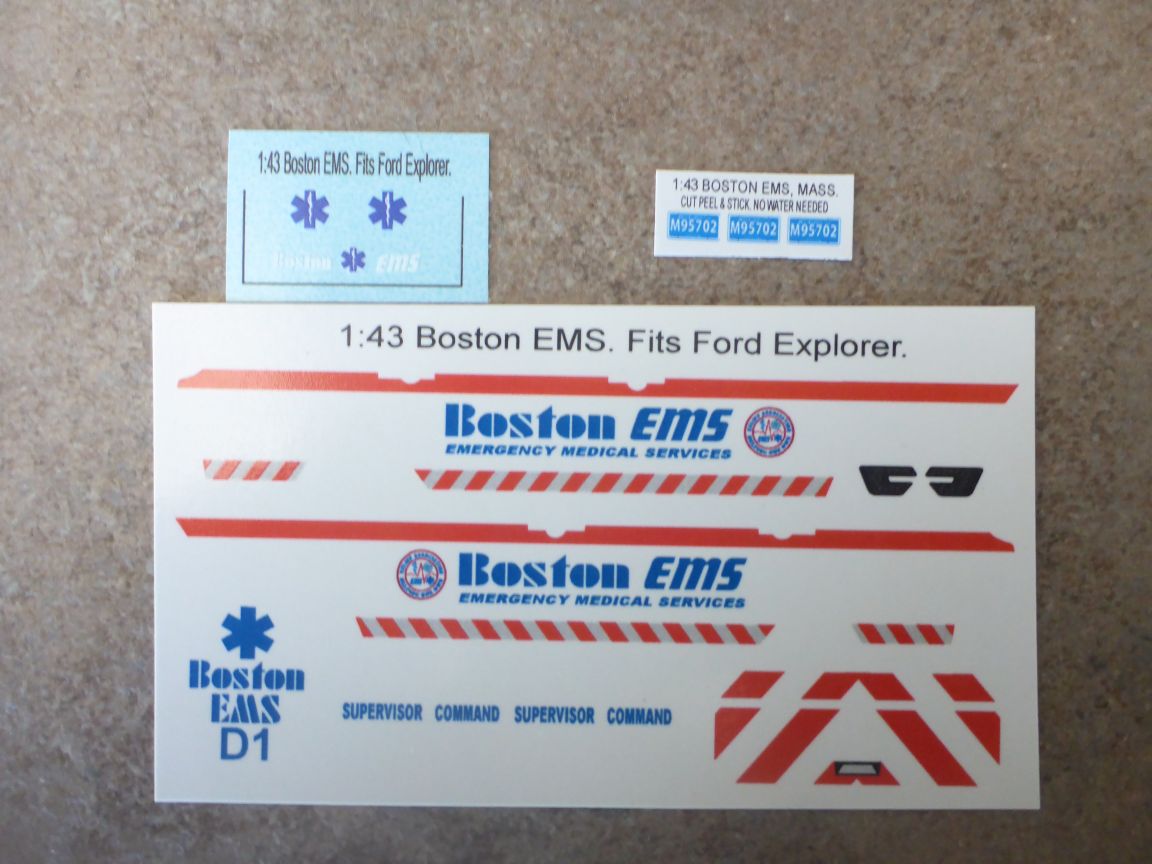 1:43 Boston EMS. Fits Ford Explorer.
Boston EMS
1:43 BOSTON EMS, MASS.
CUT PEEL & STICK. NO WATER NEEDED
M95702 M95702 M95702
1:43 Boston EMS. Fits Ford Explorer.
Boston EMS
EMERGENCY MEDICAL SERVICES
Boston EMS
EMERGENCY MEDICAL SERVICES
Boston
EMS
D1
SUPERVISOR COMMAND SUPERVISOR COMMAND